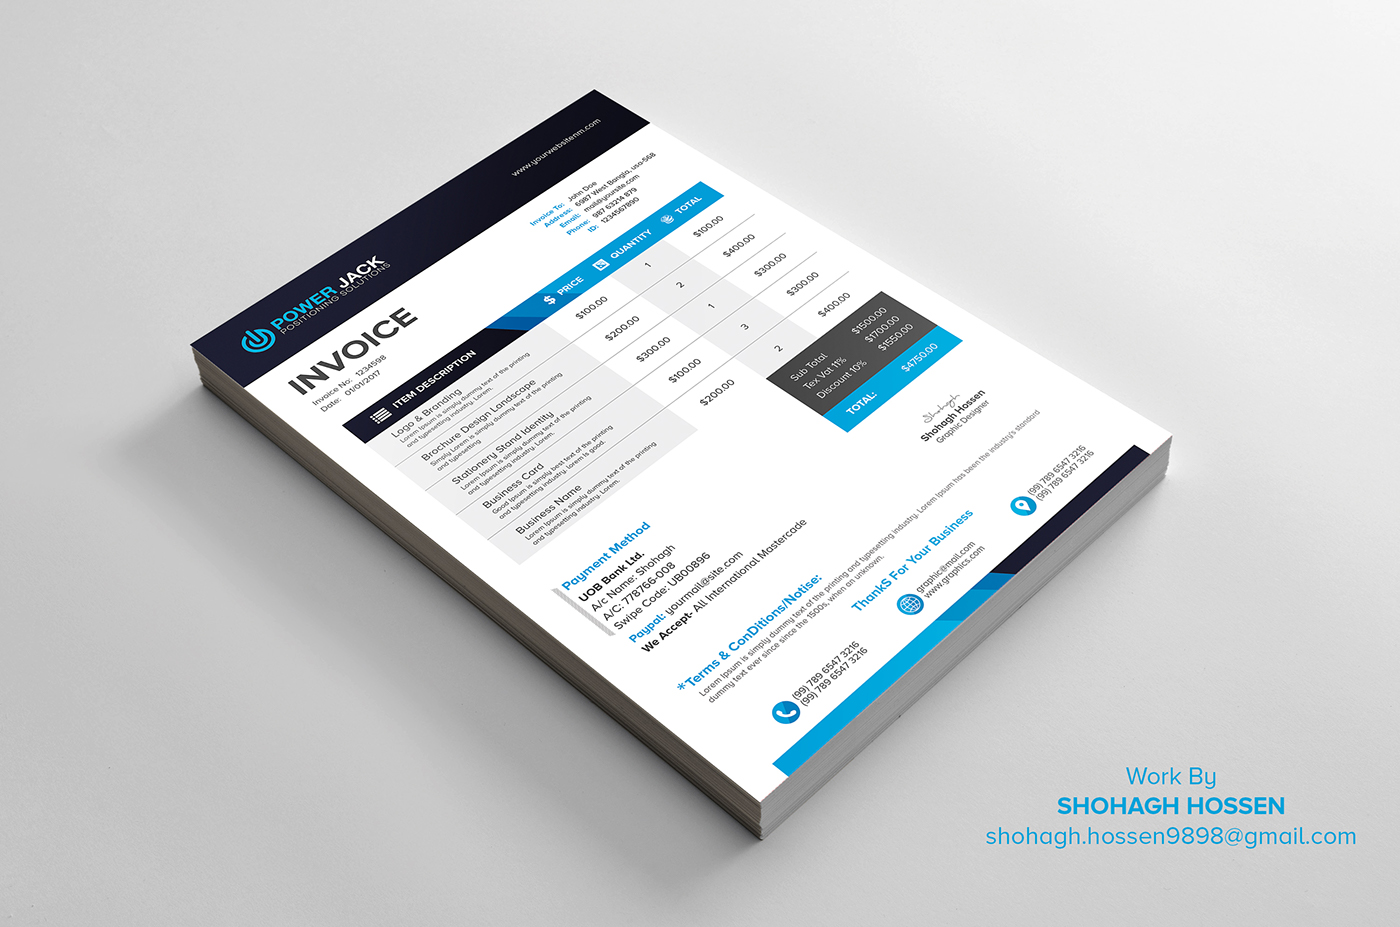 www.yourwebsitenm.com
POWER JACK
POSITIONING SOLUTIONS
INVOICE
Invoice No: 1234598
Date: 01/01/2017
Invoice To: John Doe
Address: 6987 West Bangla, usa-568
Email: mail@yoursite.com
Phone: 987 63214 879
ID: 1234567890
ITEM DESCRIPTION PRICE QUANTITY TOTAL
Logo & Branding $100.00 1 $100.00
Lorem Ipsum is simply dummy text of the printing
and typesetting industry. Lorem.
Brochure Design Landscape $200.00 2 $400.00
Simply Lorem is simply dummy text of the printing
and typesetting
Stationery Stand Identity $300.00 1 $300.00
Lorem Ipsum is simply dummy text of the printing
and typesetting industry. Lorem.
Business Card $100.00 3 $300.00
Good Ipsum is simply best text of the printing
and typesetting industry. lorem Is good.
Business Name $200.00 2 $400.00
Lorem Ipsum is simply dummy text of the printing
and typesetting industry. Lorem.
Sub Total $1500.00
Tex Vat 11% $1700.00
Discount 10% $1550.00
TOTAL: $4750.00
Shohagh
Shohagh Hossen
Graphic Designer
Payment Method
UOB Bank Ltd.
A/c Name: Shohagh
A/C: 778766-008
Swipe Code: UB00896
Paypal: yourmail@site.com
We Accept- All International Mastercade
*Terms & ConDitions/Notise:
Lorem Ipsum is simply dummy text of the printing and typesetting industry. Lorem Ipsum has been the industry's standard
dummy text ever since since the 1500s, when an unknown.
ThankS For Your Business
(99) 789 6547 3216
(99) 789 6547 3216
graphic@mail.com
www.graphics.com
(99) 789 6547 3216
(99) 789 6547 3216
Work By
SHOHAGH HOSSEN
shohagh.hossen9898@gmail.com